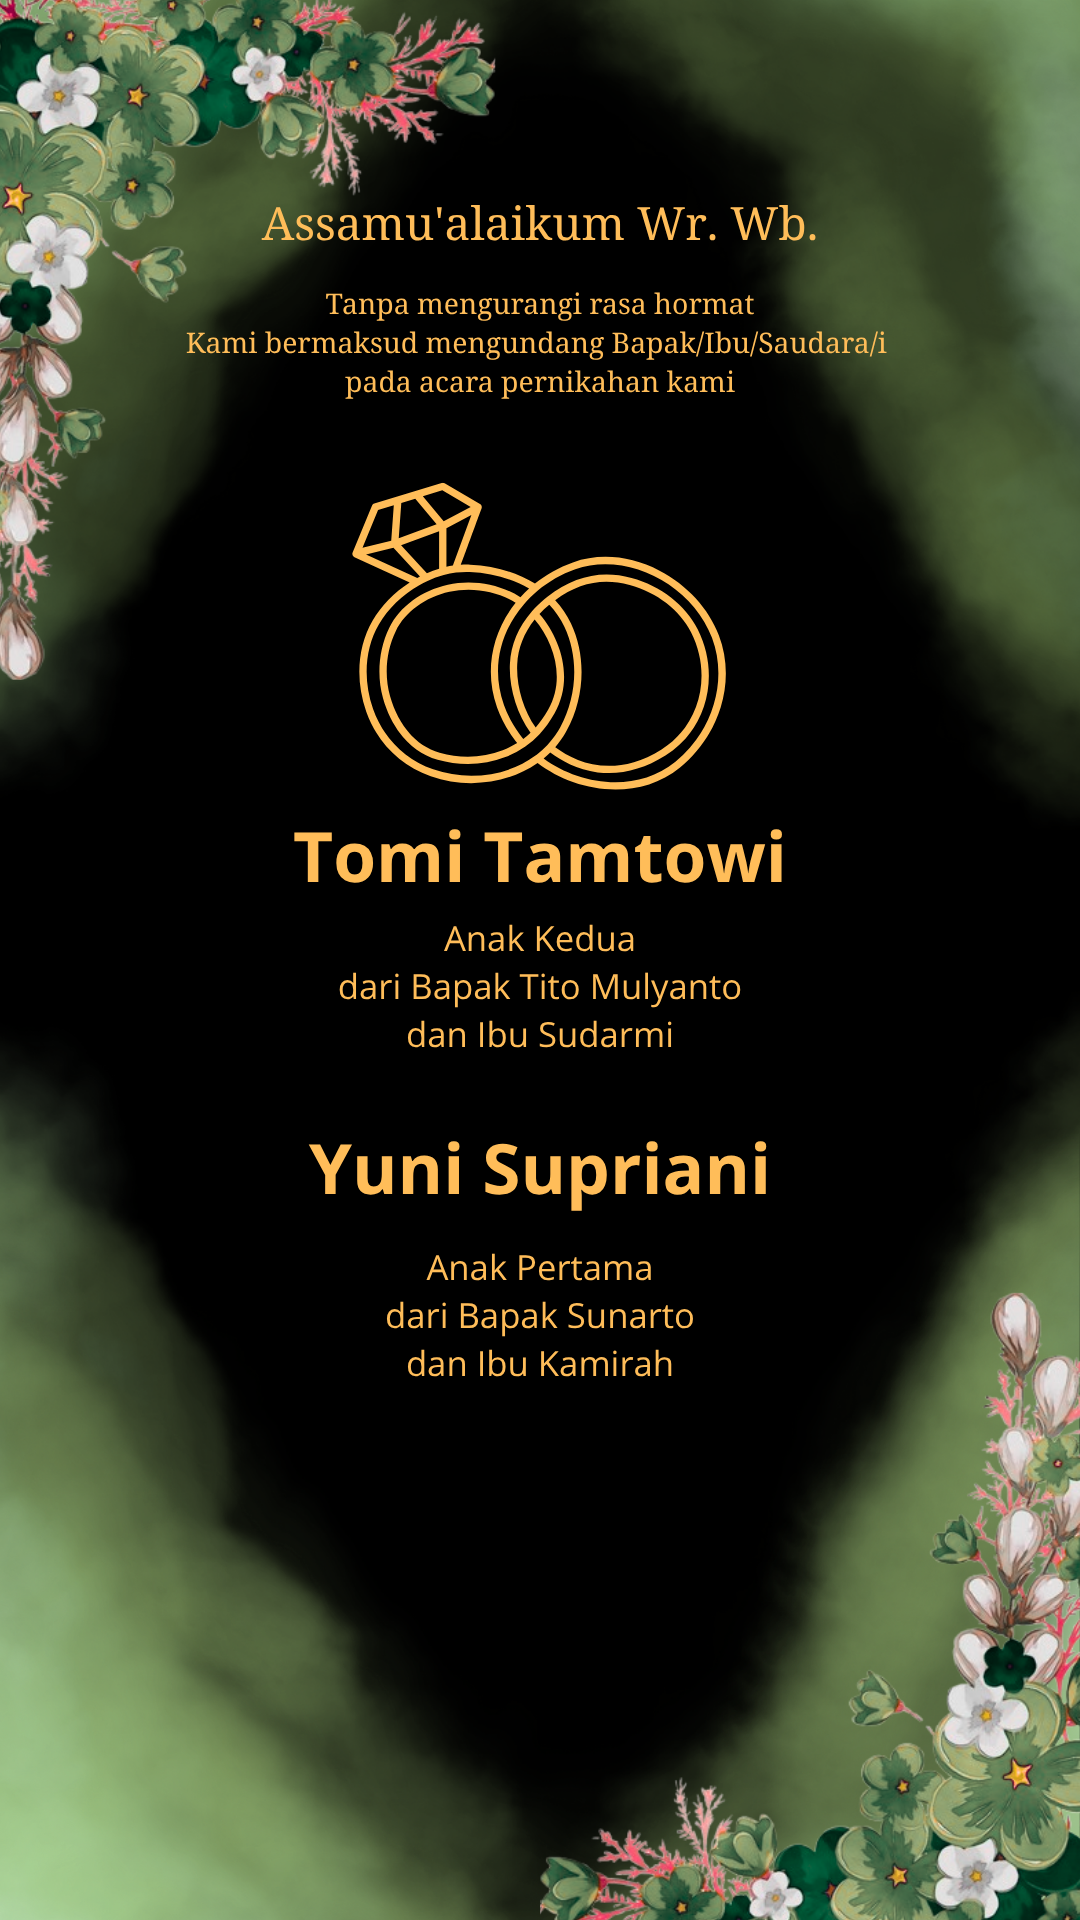 Assamu'alaikum Wr. Wb.
Tanpa mengurangi rasa hormat
Kami bermaksud mengundang Bapak/Ibu/Saudara/i
pada acara pernikahan kami
Tomi Tamtowi
Anak Kedua
dari Bapak Tito Mulyanto
dan Ibu Sudarmi
Yuni Supriani
Anak Pertama
dari Bapak Sunarto
dan Ibu Kamirah